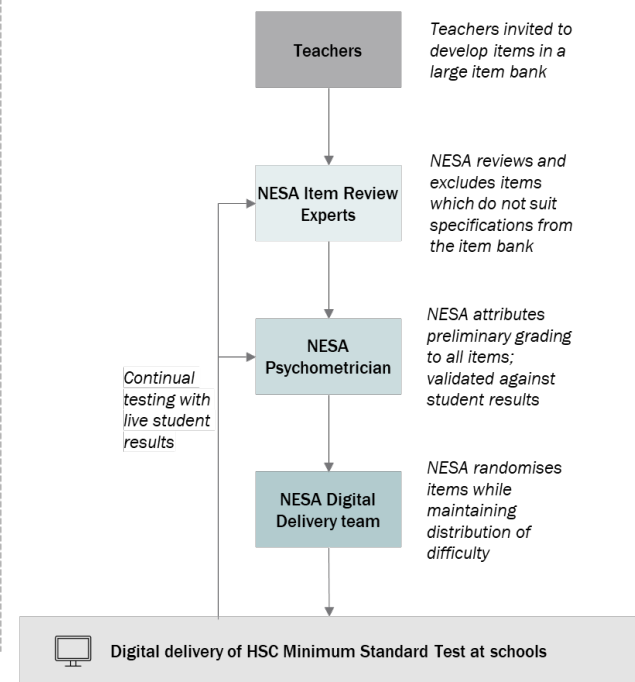 Teachers
Teachers invited to
develop items in a
large item bank
NESA Item Review
Experts
NESA reviews and
excludes items
which do not suit
specifications from
the item bank
NESA
Psychometrician
NESA attributes
preliminary grading
to all items;
validated against
student results
Continual
testing with
live student
results
NESA Digital
Delivery team
NESA randomises
items while
maintaining
distribution of
difficulty
Digital delivery of HSC Minimum Standard Test at schools